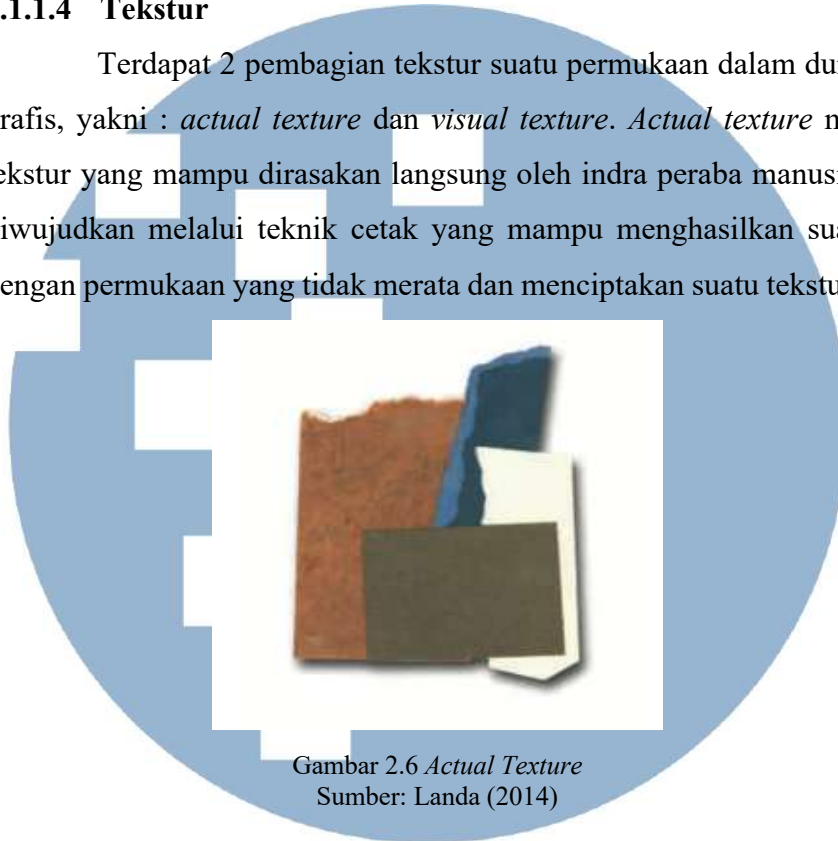 .1.1.4 Tekstur
Terdapat 2 pembagian tekstur suatu permukaan dalam du
rafis, yakni : actual texture dan visual texture. Actual texture m
ekstur yang mampu dirasakan langsung oleh indra peraba manusi
iwujudkan melalui teknik cetak yang mampu menghasilkan sua
engan permukaan yang tidak merata dan menciptakan suatu tekstu
Gambar 2.6 Actual Texture
Sumber: Landa (2014)